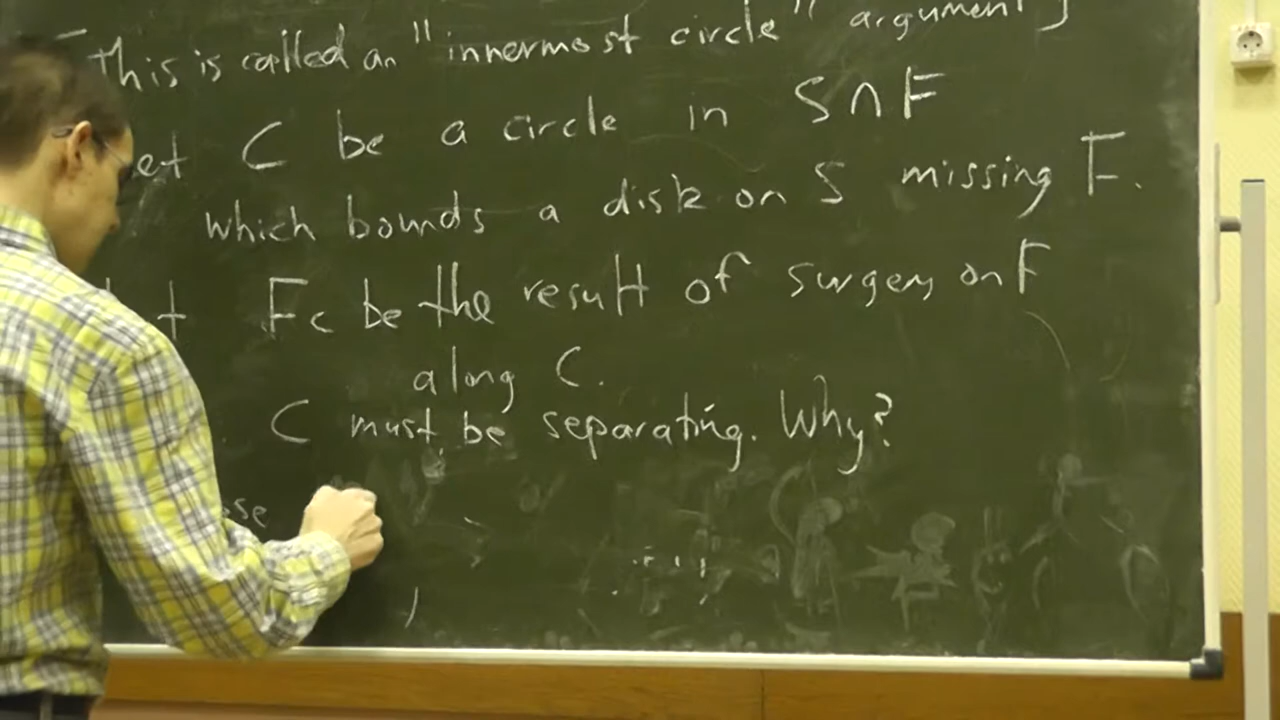 This is called an "innermost circle" argument]
et C be a circle in S∩F
which bounds a disk on S missing F.
t Fc be the result of surgery on F
along C.
C must be separating. Why?
ose